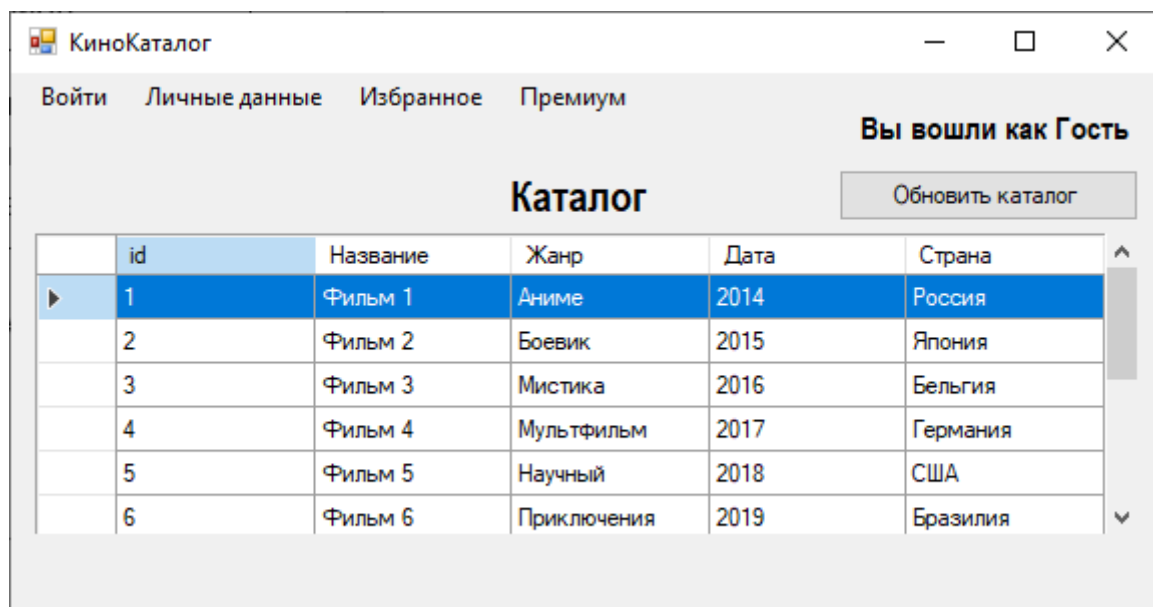 КиноКаталог
Войти Личные данные Избранное Премиум
Вы вошли как Гость
Каталог
Обновить каталог
id Название Жанр Дата Страна
1 Фильм 1 Аниме 2014 Россия
2 Фильм 2 Боевик 2015 Япония
3 Фильм 3 Мистика 2016 Бельгия
4 Фильм 4 Мультфильм 2017 Германия
5 Фильм 5 Научный 2018 США
6 Фильм 6 Приключения 2019 Бразилия